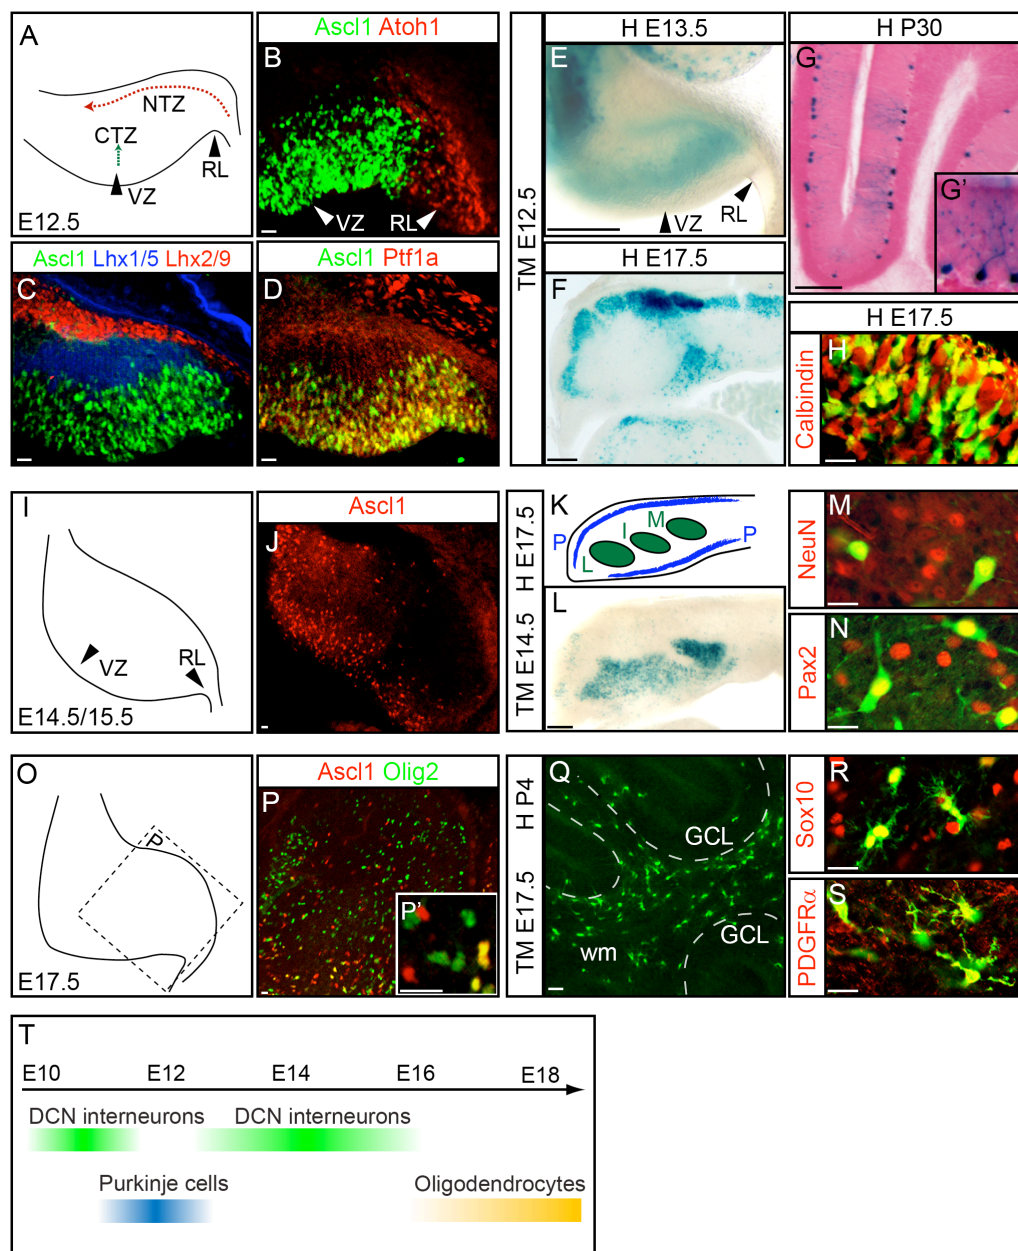 A
NTZ
CTZ
RL
VZ
E12.5
Ascl1 Atoh1
B
VZ
RL
Ascl1 Lhx1/5 Lhx2/9
C
Ascl1 Ptf1a
D
TM E12.5
H E13.5
E
VZ
RL
H E17.5
F
H P30
G
G'
H E17.5
Calbindin
H
I
VZ
RL
E14.5/15.5
Ascl1
J
TM E14.5 H E17.5
K
P
L
I
M
P
L
NeuN
M
Pax2
N
O
P
E17.5
Ascl1 Olig2
P
P'
TM E17.5 H P4
Q
GCL
wm
GCL
Sox10
R
PDGFRα
S
T
E10 E12 E14 E16 E18
DCN interneurons DCN interneurons
Purkinje cells Oligodendrocytes